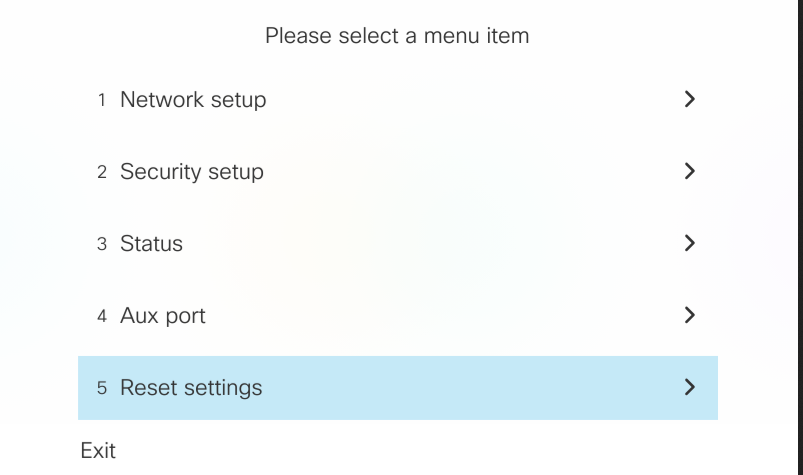 Please select a menu item
1 Network setup
2 Security setup
3 Status
4 Aux port
5 Reset settings
Exit